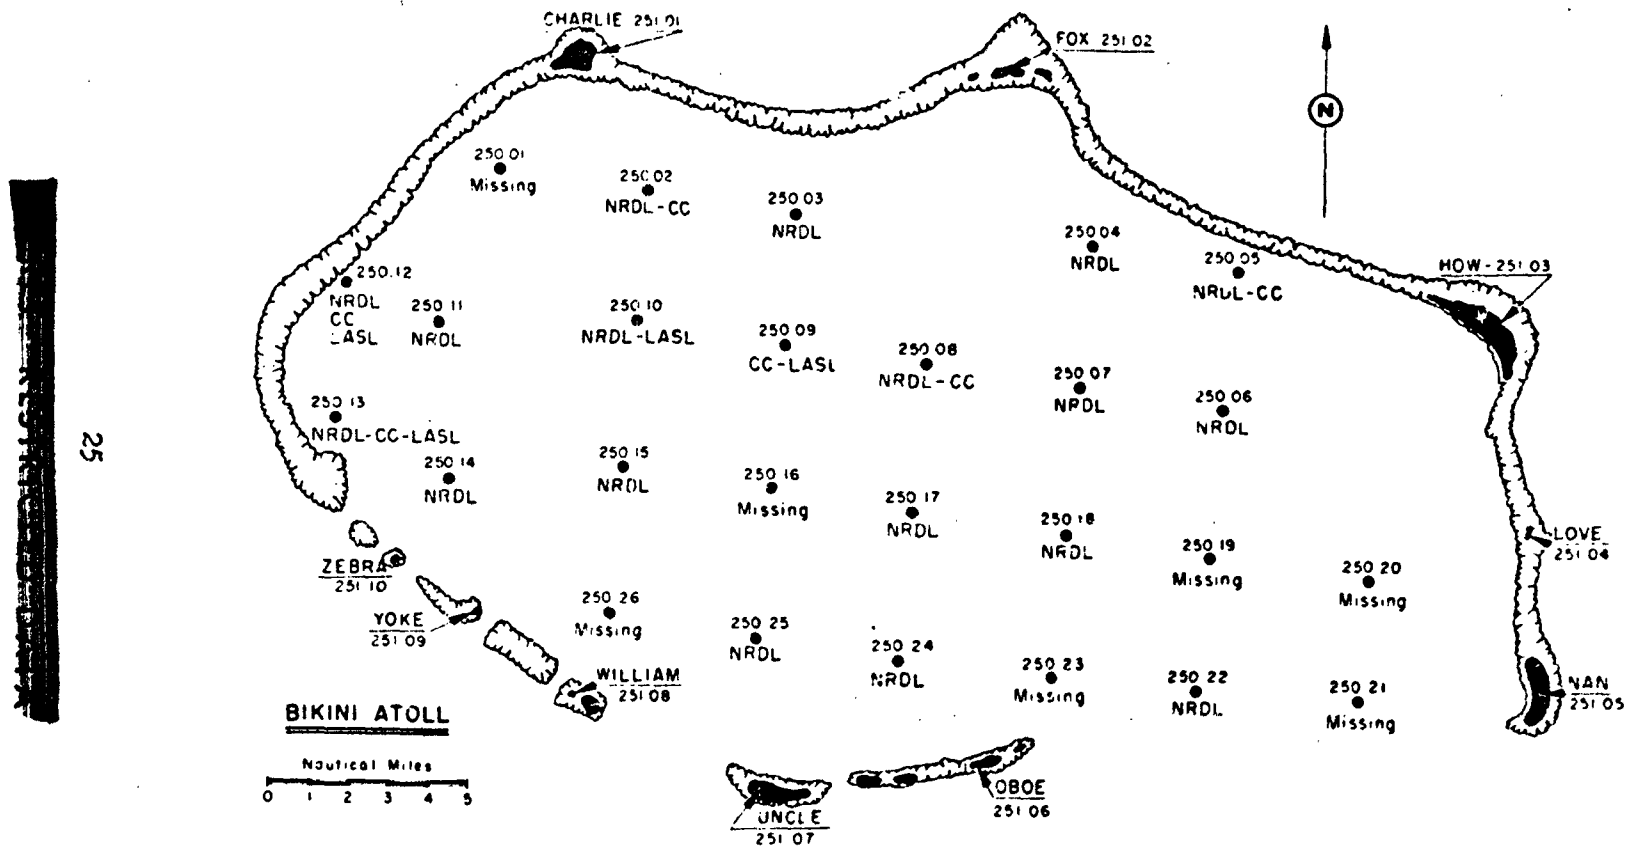 CHARLIE 251.01
FOX 251.02
N
250.01
Missing
250.02
NRDL-CC
250.03
NRDL
250.04
NRDL
250.05
NRDL-CC
HOW-251.03
250.12
NRDL
CC
LASL
250.11
NRDL
250.10
NRDL-LASL
250.09
CC-LASL
250.08
NRDL-CC
250.07
NRDL
250.06
NRDL
250.13
NRDL-CC-LASL
250.14
NRDL
250.15
NRDL
250.16
Missing
250.17
NRDL
250.18
NRDL
250.19
Missing
250.20
Missing
LOVE
251.04
ZEBRA
251.10
YOKE
251.09
250.26
Missing
250.25
NRDL
250.24
NRDL
250.23
Missing
250.22
NRDL
250.21
Missing
NAN
251.05
WILLIAM
251.08
BIKINI ATOLL
Nautical Miles
0 1 2 3 4 5
UNCLE
251.07
OBOE
251.06
25